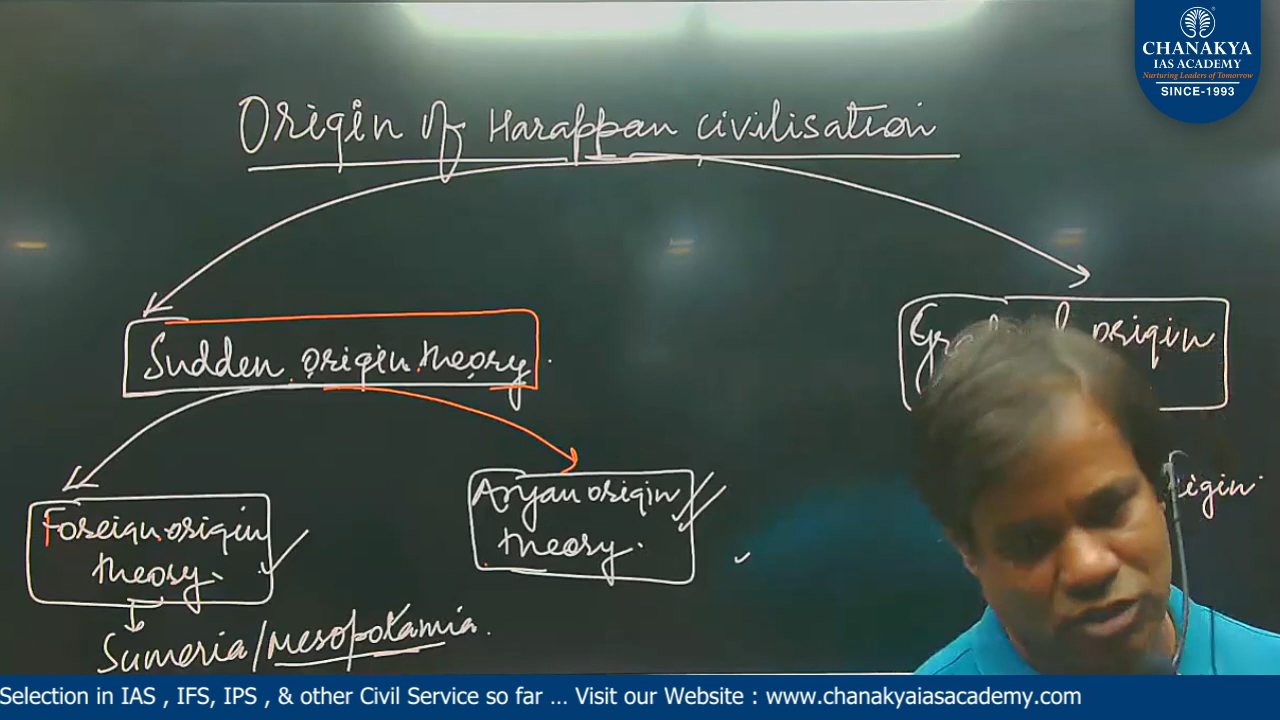 CHANAKYA
IAS ACADEMY
Nurturing Leaders of Tomorrow
SINCE-1993
Origin of Harappan civilisation
Sudden origin theory.
origin
Foreign origin
theory.
Aryan origin
theory.
Sumeria/Mesopotamia.
Selection in IAS , IFS, IPS , & other Civil Service so far ... Visit our Website : www.chanakyaiasacademy.com